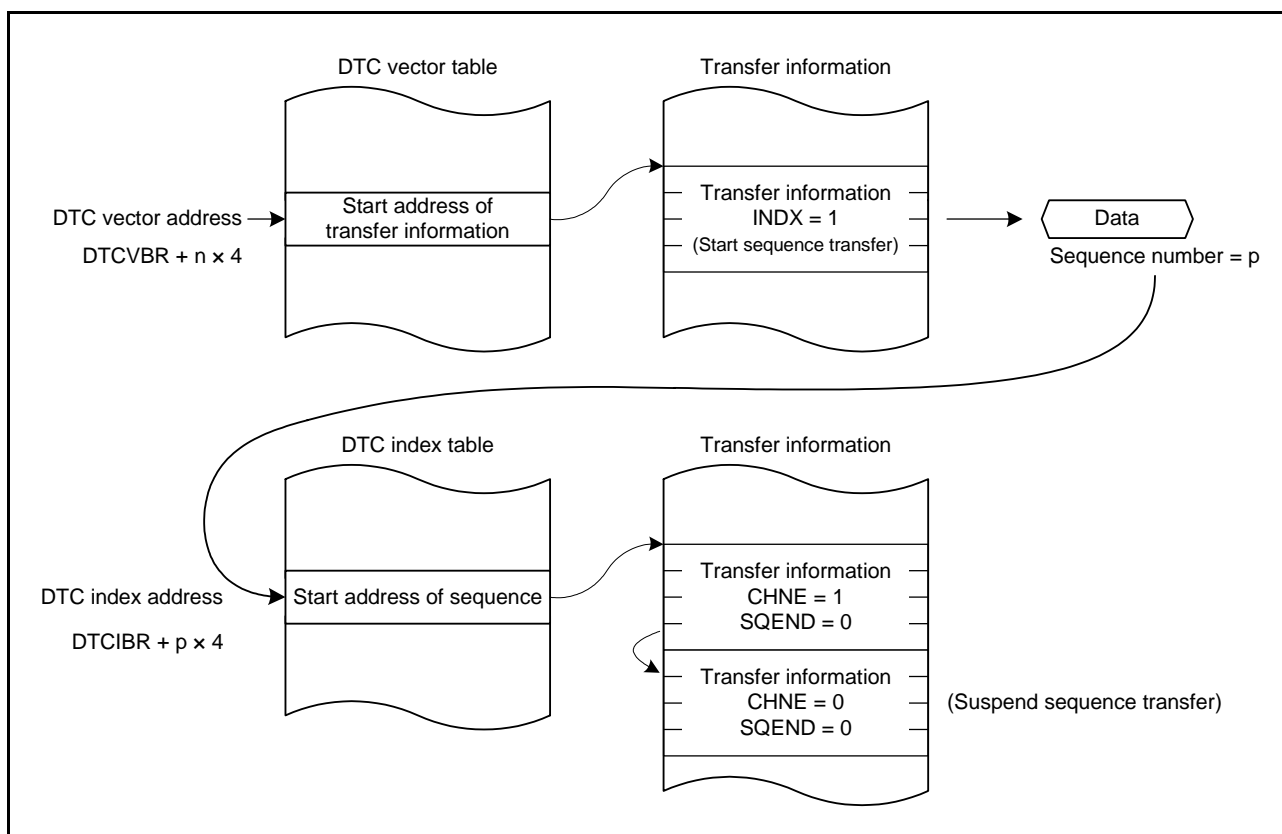 DTC vector table
Transfer information
DTC vector address
DTCVBR + n × 4
Start address of
transfer information
Transfer information
INDX = 1
(Start sequence transfer)
Data
Sequence number = p
DTC index table
Transfer information
DTC index address
DTCIBR + p × 4
Start address of sequence
Transfer information
CHNE = 1
SQEND = 0
Transfer information
CHNE = 0
SQEND = 0
(Suspend sequence transfer)